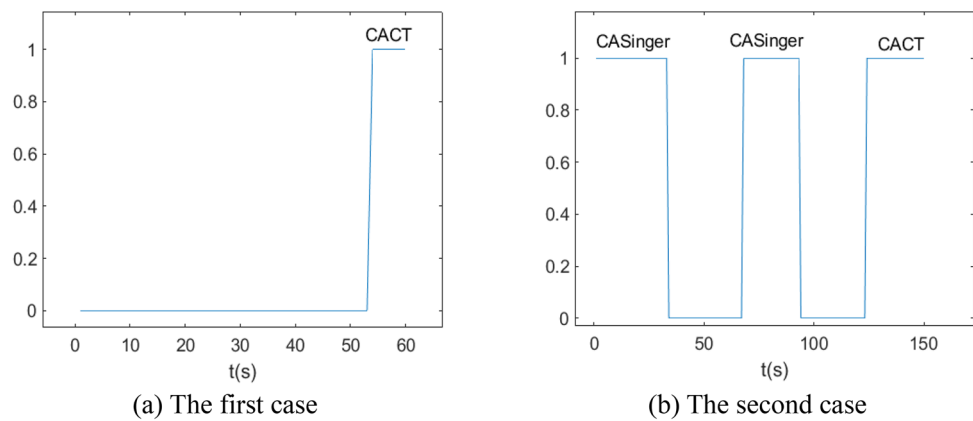 CACT
1
0.8
0.6
0.4
0.2
0
0 10 20 30 40 50 60
t(s)
(a) The first case
CASinger CASinger CACT
1
0.8
0.6
0.4
0.2
0
0 50 100 150
t(s)
(b) The second case